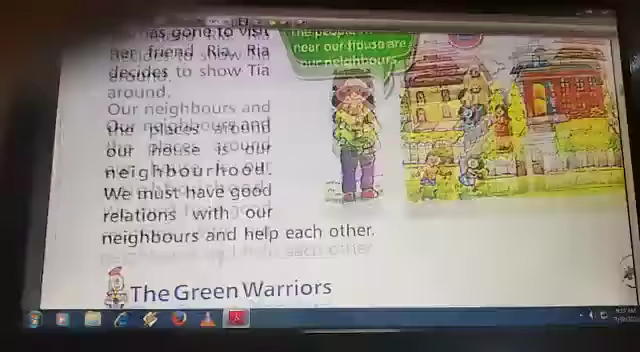 has gone to visit
her friend Ria. Ria
decides to show Tia
around.
Our neighbours and
the places around
our house is our
neighbourhood.
We must have good
relations with our
neighbours and help each other.
The people
near our house are
our neighbours.
The Green Warriors